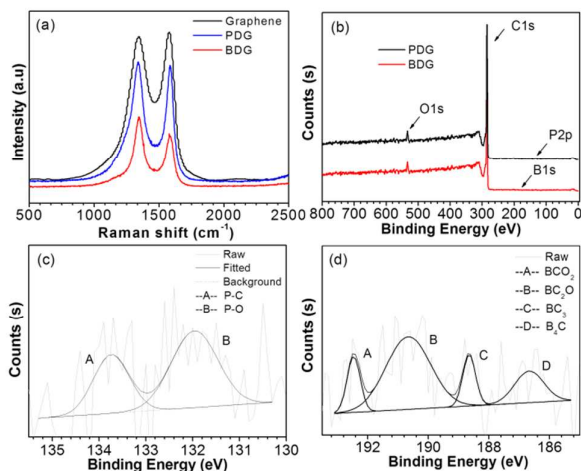 (a)
Graphene
PDG
BDG
Intensity (a.u)
500 1000 1500 2000 2500
Raman shift (cm⁻¹)
(b)
PDG
BDG
C1s
O1s
P2p
B1s
Counts (s)
800 700 600 500 400 300 200 100 0
Binding Energy (eV)
(c)
Raw
Fitted
Background
--A-- P-C
--B-- P-O
A
B
Counts (s)
135 134 133 132 131 130
Binding Energy (eV)
(d)
Raw
--A-- BCO₂
--B-- BC₂O
--C-- BC₃
--D-- B₄C
A
B
C
D
Counts (s)
192 190 188 186
Binding Energy (eV)